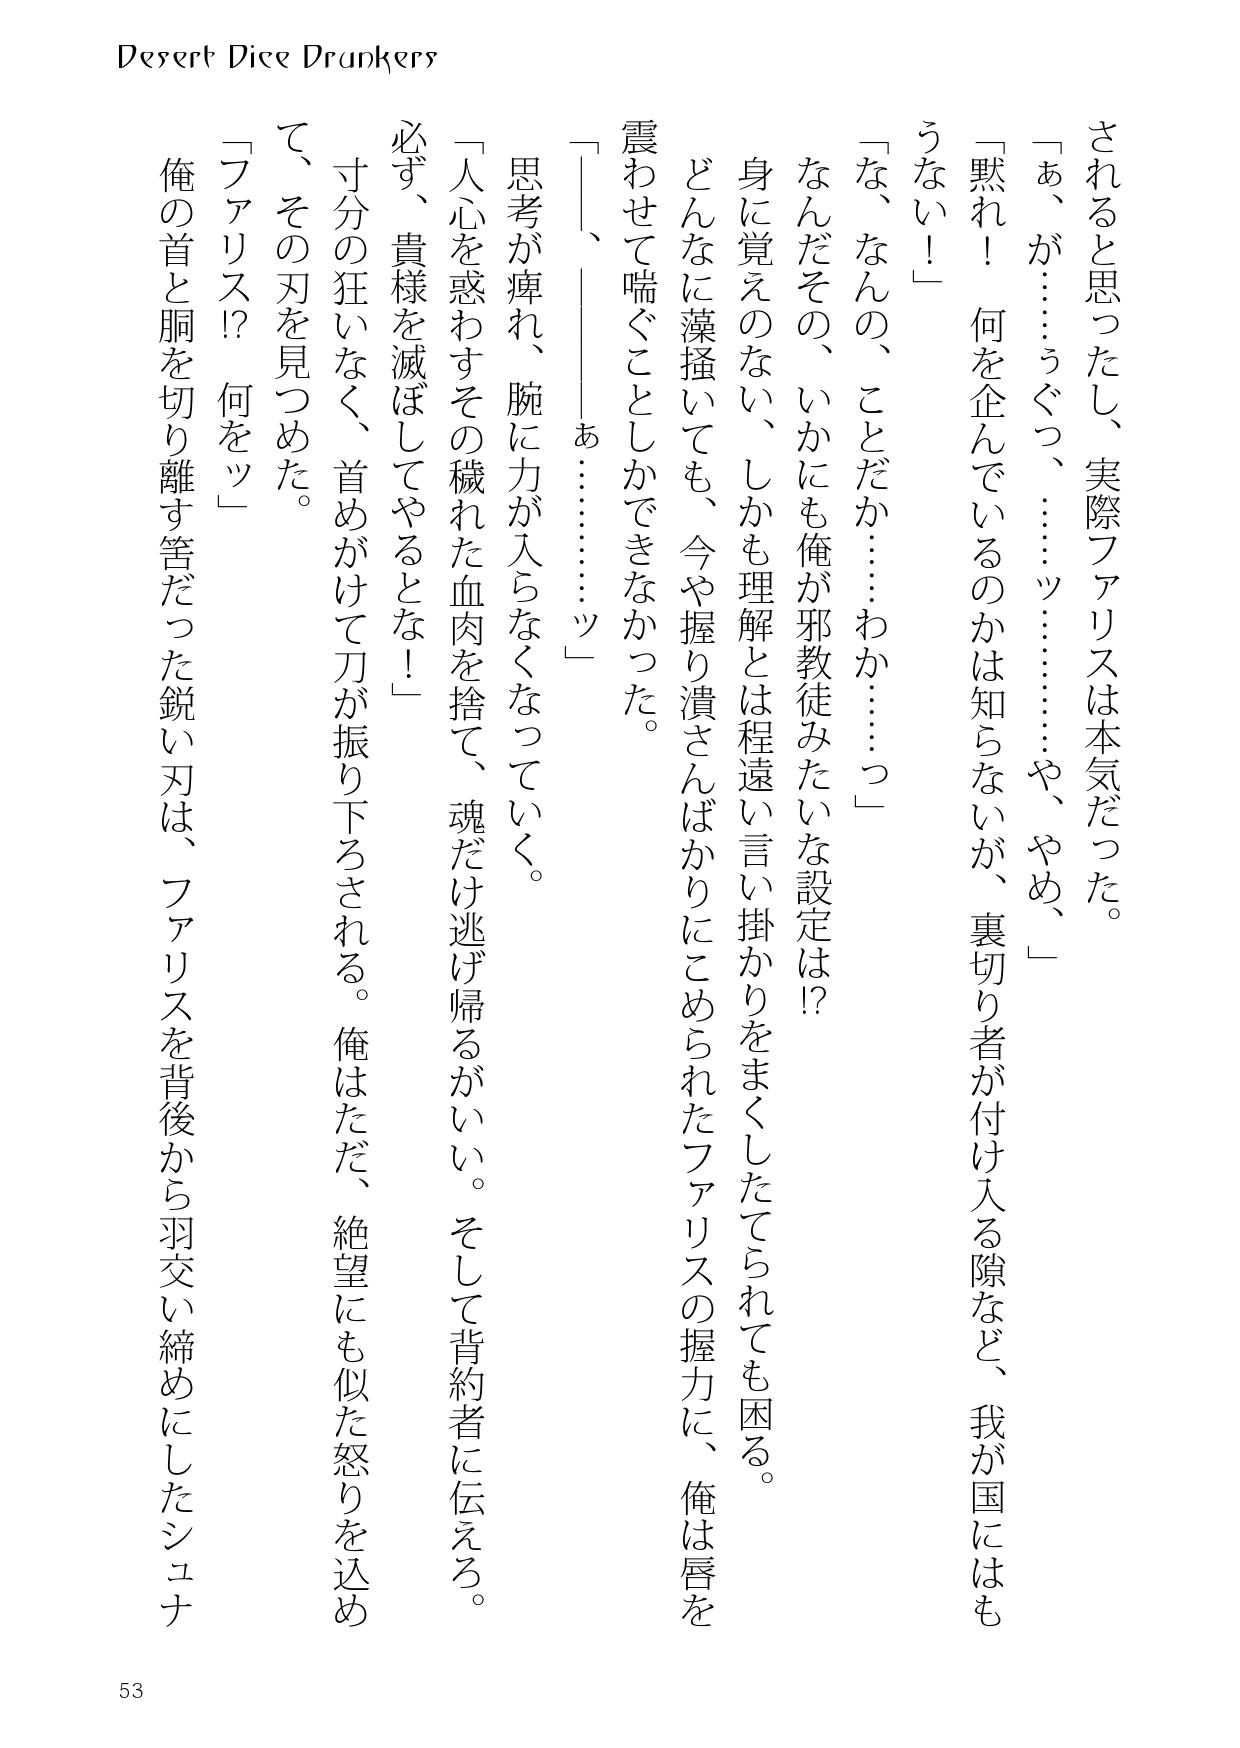 Desert Dice Drunkers
されると思ったし、実際ファリスは本気だった。
「ぁ、が……ぅぐっ、……ッ…………や、やめ、」
「黙れ！　何を企んでいるのかは知らないが、裏切り者が付け入る隙など、我が国にはも
うない！」
「な、なんの、ことだか……わか……っ」
　なんだその、いかにも俺が邪教徒みたいな設定は!?
　身に覚えのない、しかも理解とは程遠い言い掛かりをまくしたてられても困る。
　どんなに藻掻いても、今や握り潰さんばかりにこめられたファリスの握力に、俺は唇を
震わせて喘ぐことしかできなかった。
「――、――――ぁ…………ッ」
　思考が痺れ、腕に力が入らなくなっていく。
「人心を惑わすその穢れた血肉を捨て、魂だけ逃げ帰るがいい。そして背約者に伝えろ。
必ず、貴様を滅ぼしてやるとな！」
　寸分の狂いなく、首めがけて刀が振り下ろされる。俺はただ、絶望にも似た怒りを込め
て、その刃を見つめた。
「ファリス!?　何をッ」
　俺の首と胴を切り離す筈だった鋭い刃は、ファリスを背後から羽交い締めにしたシュナ
53